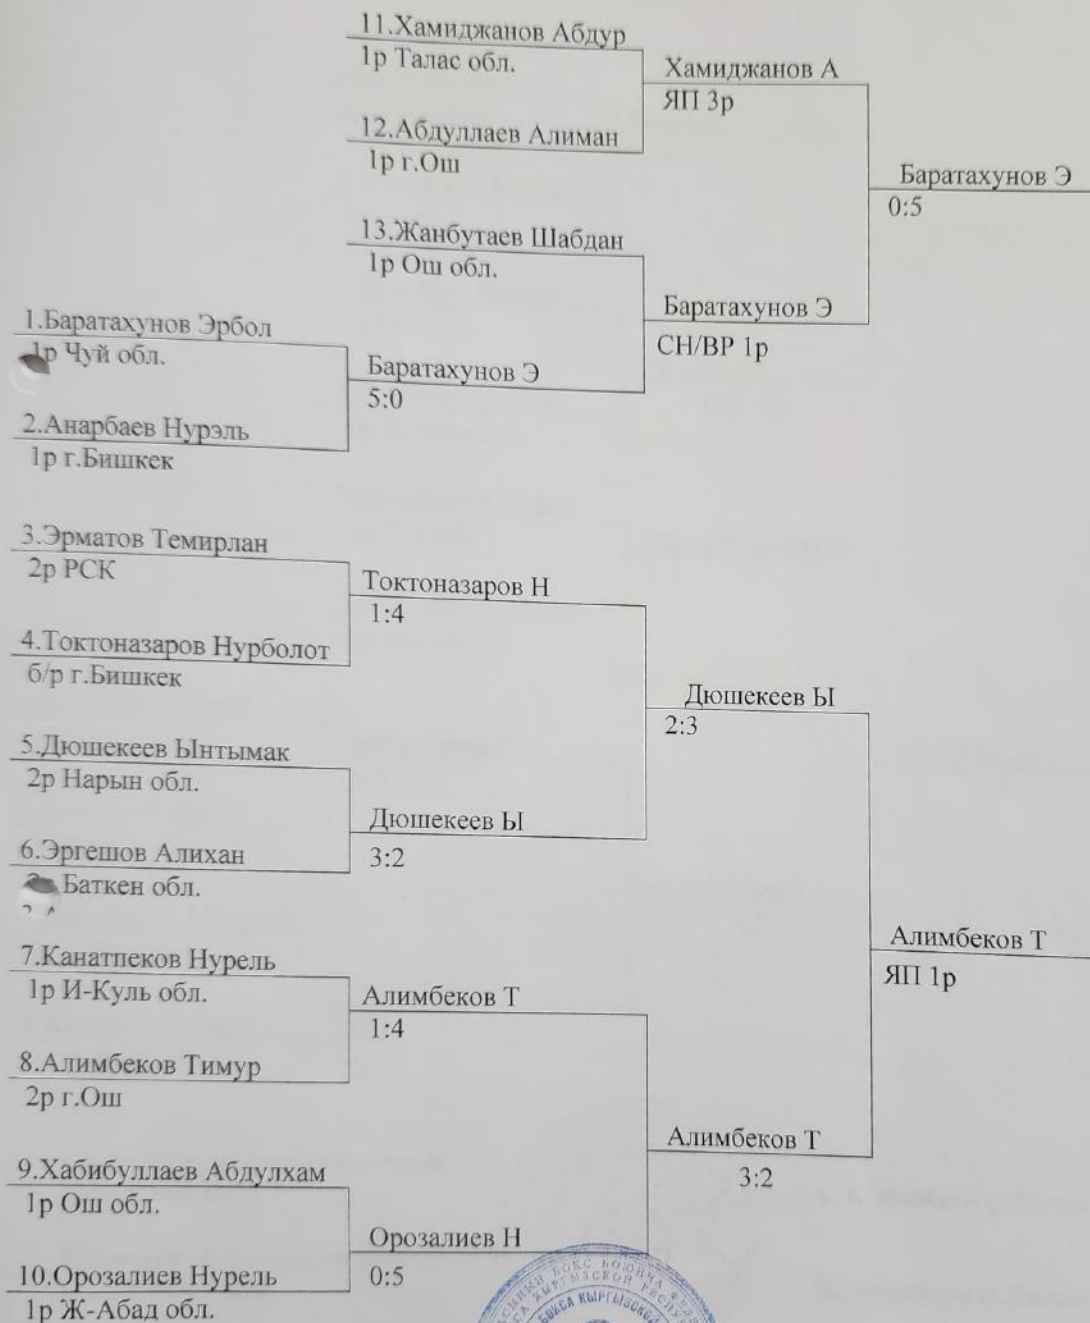 11.Хамиджанов Абдур
1р Талас обл.
Хамиджанов А
ЯП 3р
12.Абдуллаев Алиман
1р г.Ош
Баратахунов Э
0:5
13.Жанбутаев Шабдан
1р Ош обл.
Баратахунов Э
СН/ВР 1р
1.Баратахунов Эрбол
1р Чуй обл.
Баратахунов Э
5:0
2.Анарбаев Нурэль
1р г.Бишкек
3.Эрматов Темирлан
2р РСК
Токтоназаров Н
1:4
4.Токтоназаров Нурболот
б/р г.Бишкек
Дюшекеев Ы
2:3
5.Дюшекеев Ынтымак
2р Нарын обл.
Дюшекеев Ы
3:2
6.Эргешов Алихан
Баткен обл.
Алимбеков Т
ЯП 1р
7.Канатпеков Нурель
1р И-Куль обл.
Алимбеков Т
1:4
8.Алимбеков Тимур
2р г.Ош
Алимбеков Т
3:2
9.Хабибуллаев Абдулхам
1р Ош обл.
Орозалиев Н
0:5
10.Орозалиев Нурель
1р Ж-Абад обл.